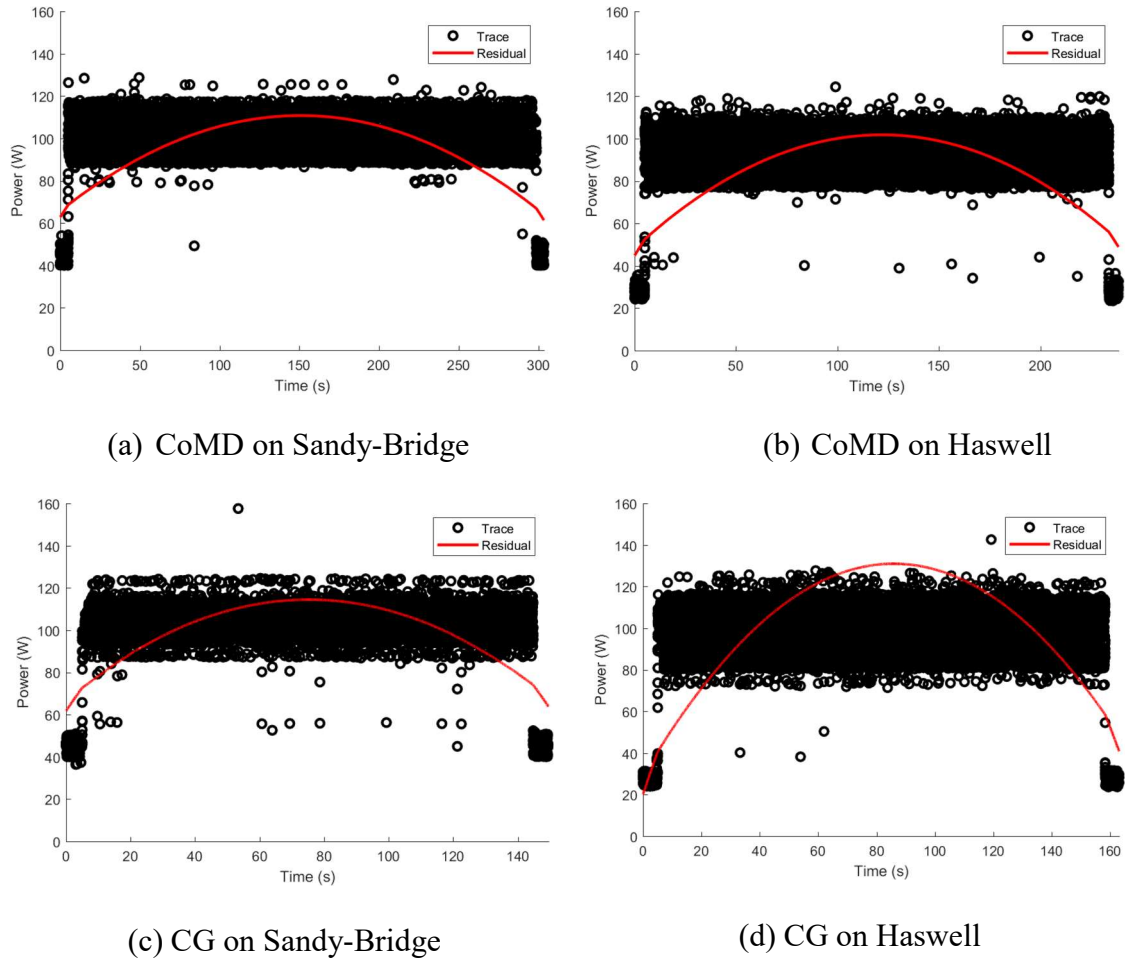 160
140
120
100
80
60
40
20
0
Power (W)
0 50 100 150 200 250 300
Time (s)
Trace
Residual
(a) CoMD on Sandy-Bridge
160
140
120
100
80
60
40
20
0
Power (W)
0 50 100 150 200
Time (s)
Trace
Residual
(b) CoMD on Haswell
160
140
120
100
80
60
40
20
0
Power (W)
0 20 40 60 80 100 120 140
Time (s)
Trace
Residual
(c) CG on Sandy-Bridge
160
140
120
100
80
60
40
20
0
Power (W)
0 20 40 60 80 100 120 140 160
Time (s)
Trace
Residual
(d) CG on Haswell